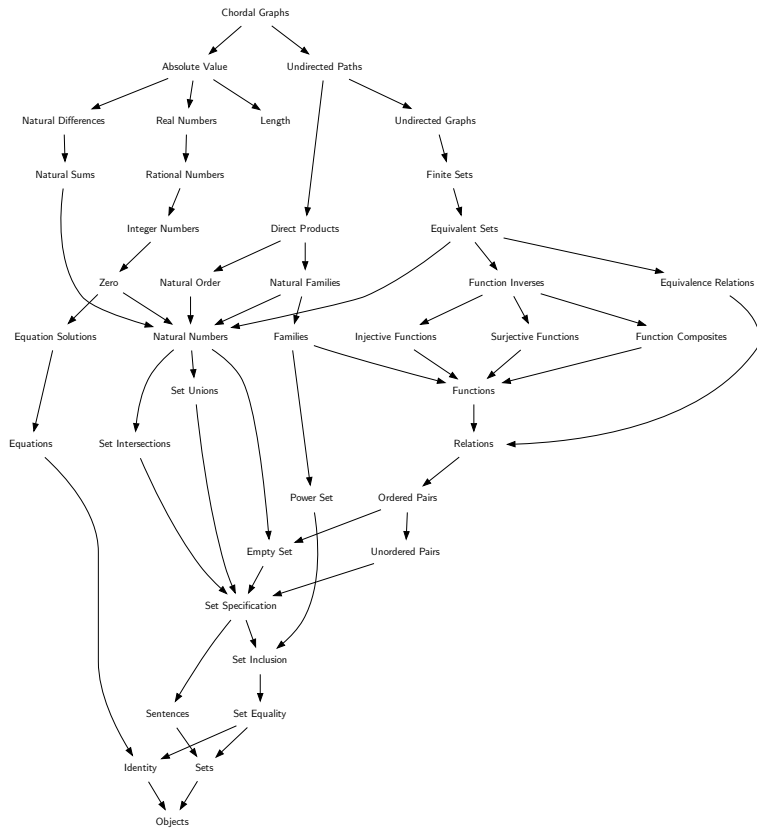 Chordal Graphs
Absolute Value
Undirected Paths
Natural Differences
Real Numbers
Length
Undirected Graphs
Natural Sums
Rational Numbers
Finite Sets
Integer Numbers
Direct Products
Equivalent Sets
Zero
Natural Order
Natural Families
Function Inverses
Equivalence Relations
Equation Solutions
Natural Numbers
Families
Injective Functions
Surjective Functions
Function Composites
Set Unions
Functions
Equations
Set Intersections
Relations
Power Set
Ordered Pairs
Empty Set
Unordered Pairs
Set Specification
Set Inclusion
Sentences
Set Equality
Identity
Sets
Objects